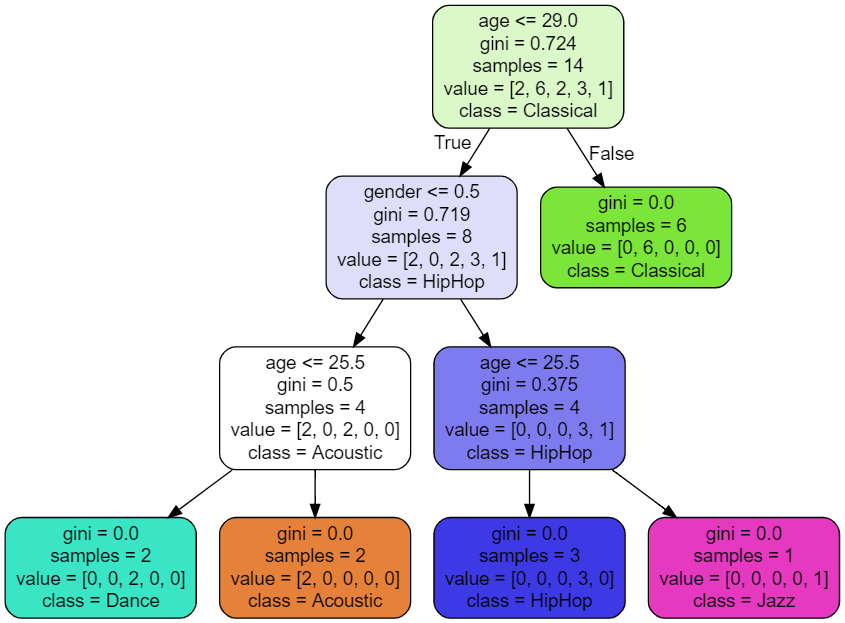 age <= 29.0
gini = 0.724
samples = 14
value = [2, 6, 2, 3, 1]
class = Classical
True
False
gender <= 0.5
gini = 0.719
samples = 8
value = [2, 0, 2, 3, 1]
class = HipHop
gini = 0.0
samples = 6
value = [0, 6, 0, 0, 0]
class = Classical
age <= 25.5
gini = 0.5
samples = 4
value = [2, 0, 2, 0, 0]
class = Acoustic
age <= 25.5
gini = 0.375
samples = 4
value = [0, 0, 0, 3, 1]
class = HipHop
gini = 0.0
samples = 2
value = [0, 0, 2, 0, 0]
class = Dance
gini = 0.0
samples = 2
value = [2, 0, 0, 0, 0]
class = Acoustic
gini = 0.0
samples = 3
value = [0, 0, 0, 3, 0]
class = HipHop
gini = 0.0
samples = 1
value = [0, 0, 0, 0, 1]
class = Jazz